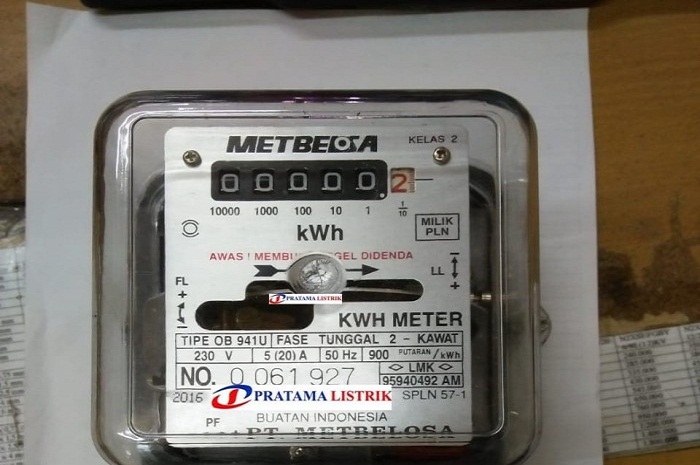 METBELOSA KELAS 2
0 0 0 0 0 2
10000 1000 100 10 1 1/10
kWh
MILIK
PLN
AWAS ! DIDENDA
FL LL
+ +
PRATAMA LISTRIK
KWH METER
TIPE OB 941U FASE TUNGGAL 2 - KAWAT
230 V 5 (20) A 50 Hz 900 PUTARAN / kWh
NO. 0 061 927
LMK
95940492 AM
2016 PRATAMA LISTRIK SPLN 57-1
BUATAN INDONESIA
PF
PT. METBELOSA